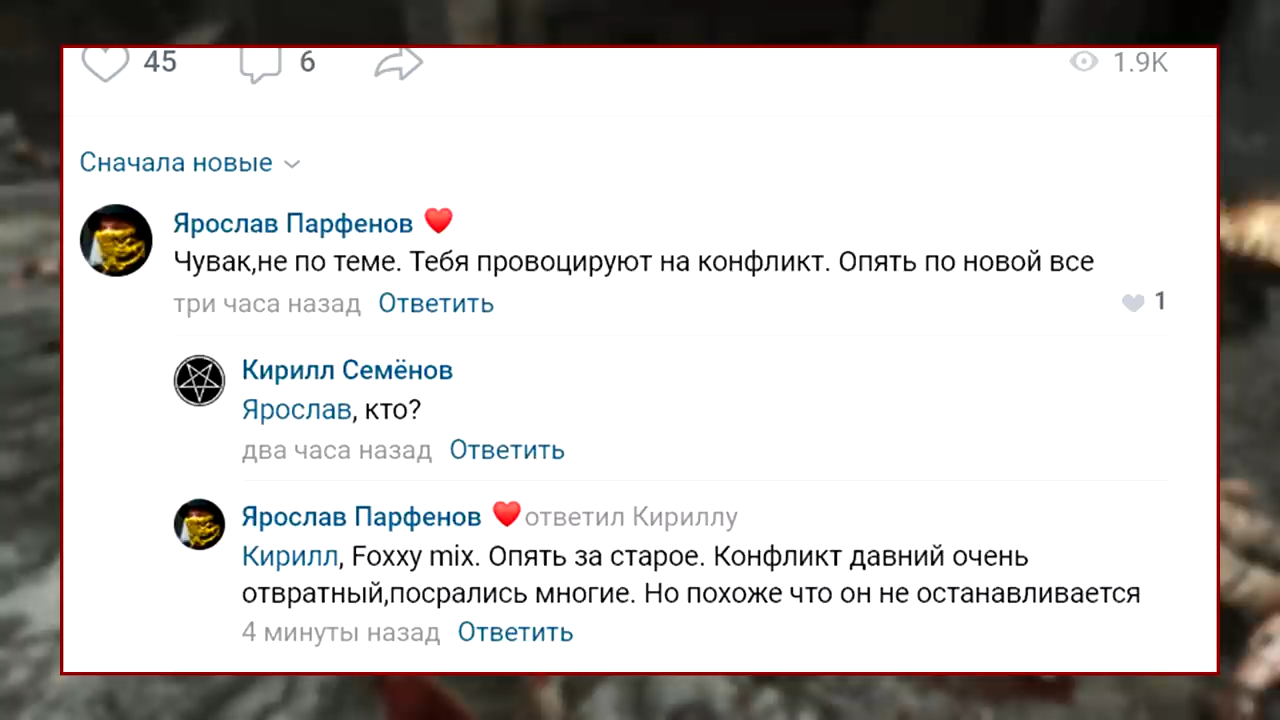 45 6 1.9K
Сначала новые
Ярослав Парфенов ❤️
Чувак,не по теме. Тебя провоцируют на конфликт. Опять по новой все
три часа назад Ответить 1
Кирилл Семёнов
Ярослав, кто?
два часа назад Ответить
Ярослав Парфенов ❤️ ответил Кириллу
Кирилл, Foxxy mix. Опять за старое. Конфликт давний очень
отвратный,посрались многие. Но похоже что он не останавливается
4 минуты назад Ответить